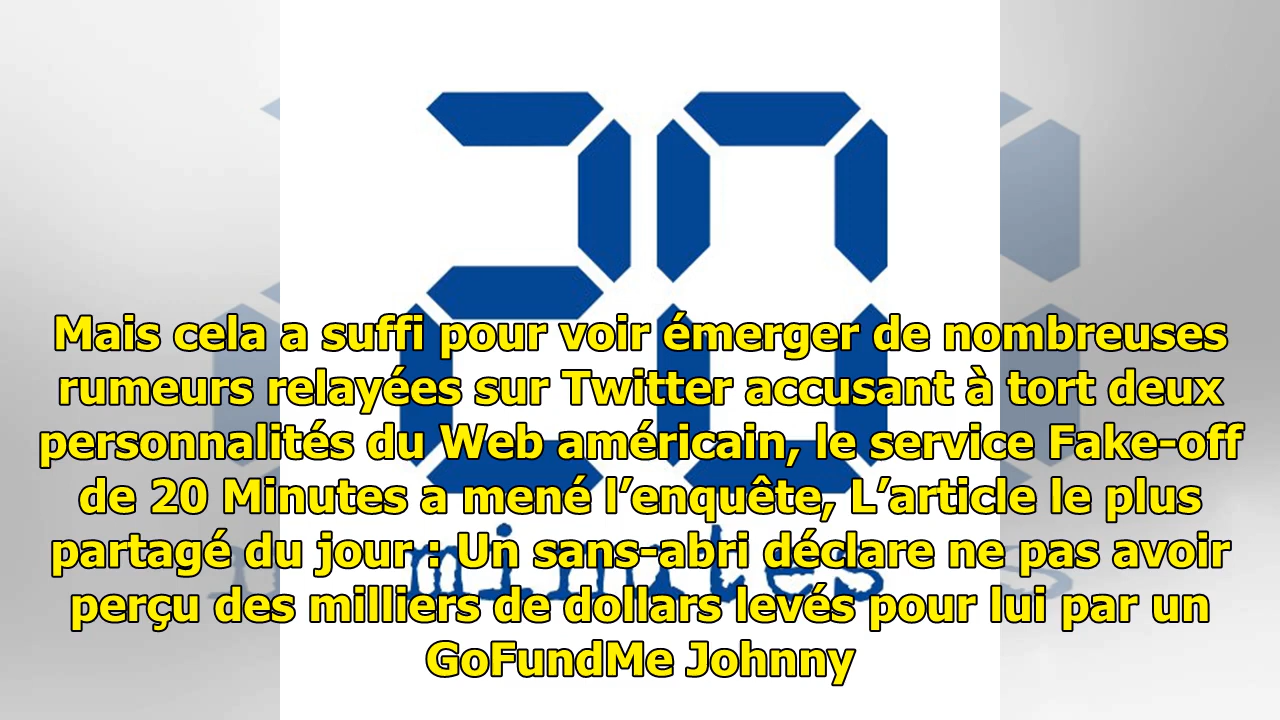 20
Mais cela a suffi pour voir émerger de nombreuses
rumeurs relayées sur Twitter accusant à tort deux
personnalités du Web américain, le service Fake-off
de 20 Minutes a mené l’enquête, L’article le plus
partagé du jour : Un sans-abri déclare ne pas avoir
minutes
perçu des milliers de dollars levés pour lui par un
GoFundMe Johnny